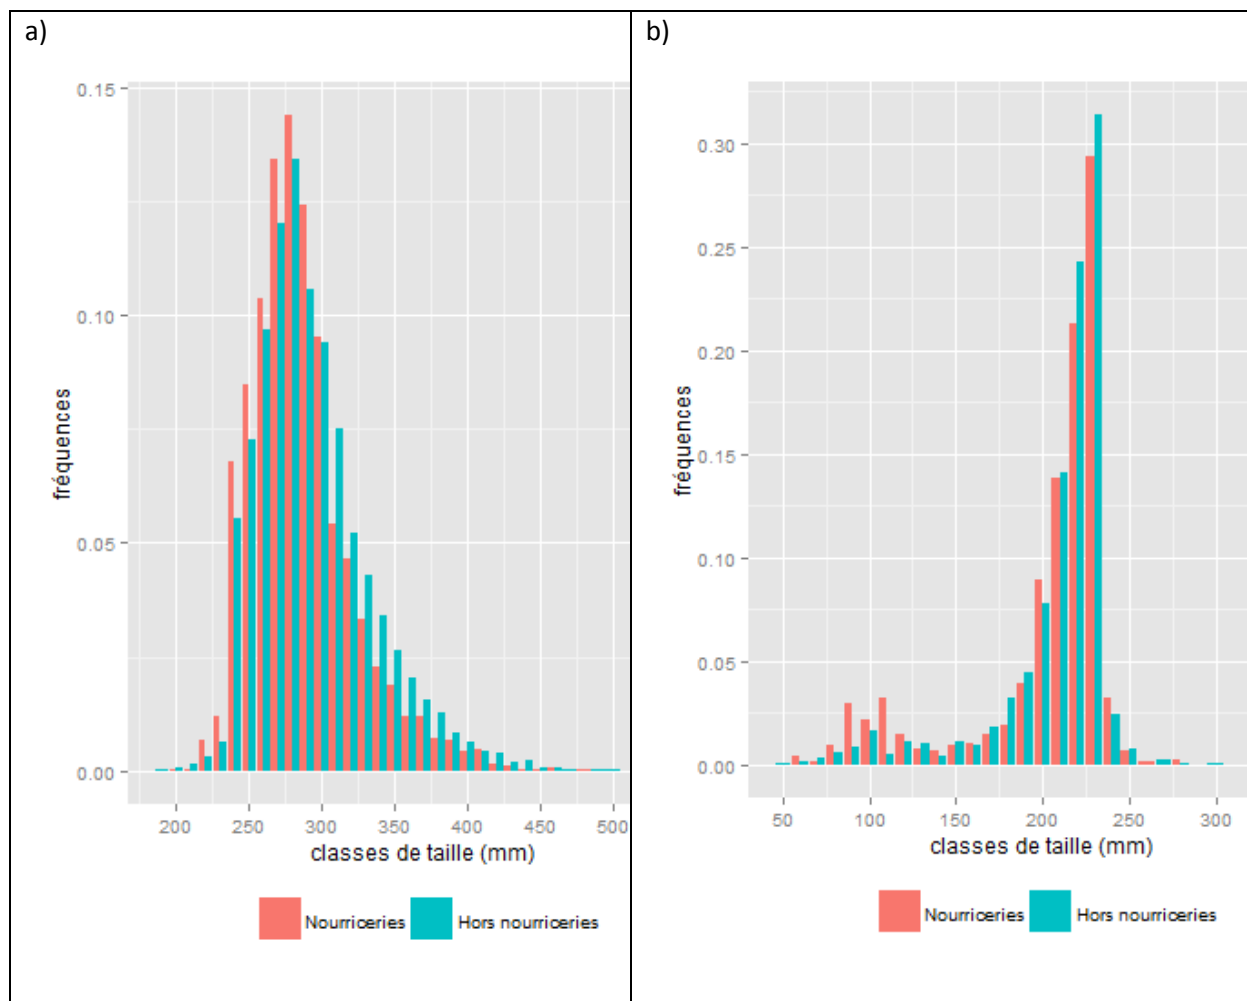 a)
0.15
0.10
0.05
0.00
fréquences
200 250 300 350 400 450 500
classes de taille (mm)
Nourriceries Hors nourriceries
b)
0.30
0.25
0.20
0.15
0.10
0.05
0.00
fréquences
50 100 150 200 250 300
classes de taille (mm)
Nourriceries Hors nourriceries